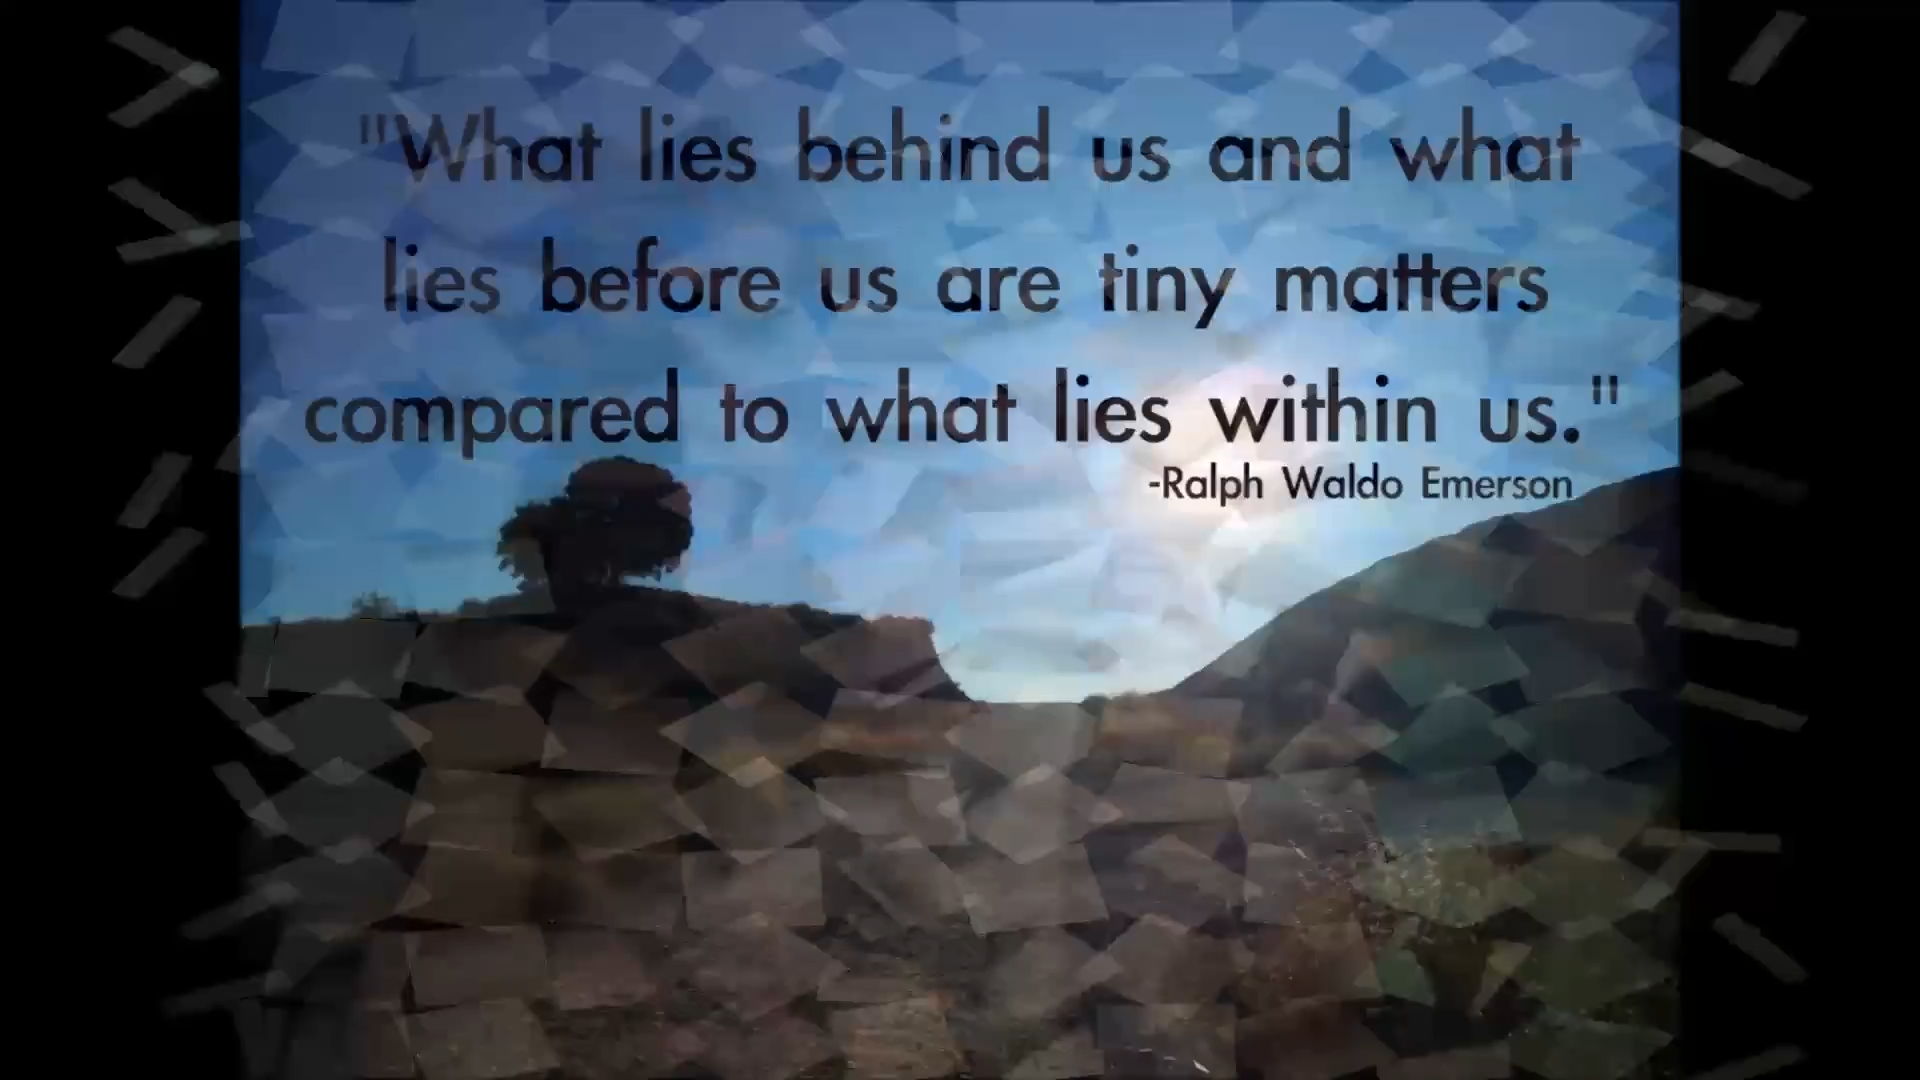 "What lies behind us and what
lies before us are tiny matters
compared to what lies within us."
-Ralph Waldo Emerson